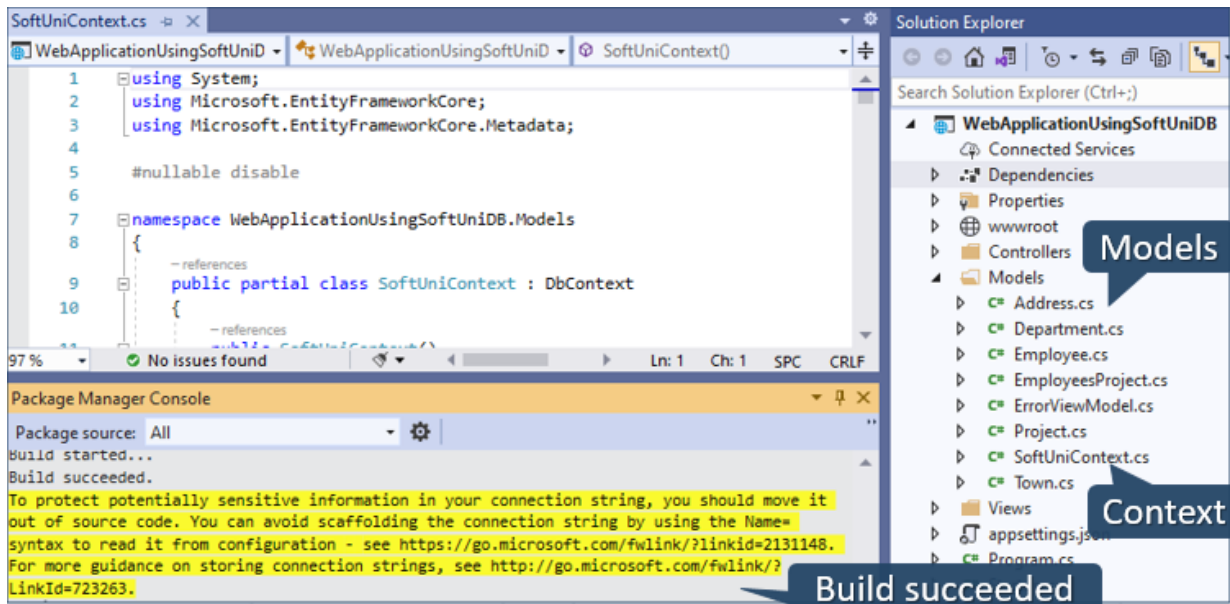 SoftUniContext.cs
WebApplicationUsingSoftUniD
WebApplicationUsingSoftUniD
SoftUniContext()
1 using System;
2 using Microsoft.EntityFrameworkCore;
3 using Microsoft.EntityFrameworkCore.Metadata;
4
5 #nullable disable
6
7 namespace WebApplicationUsingSoftUniDB.Models
8 {
– references
9 public partial class SoftUniContext : DbContext
10 {
– references
11 public SoftUniContext()
97 % No issues found Ln: 1 Ch: 1 SPC CRLF
Package Manager Console
Package source: All
Build started...
Build succeeded.
To protect potentially sensitive information in your connection string, you should move it
out of source code. You can avoid scaffolding the connection string by using the Name=
syntax to read it from configuration - see https://go.microsoft.com/fwlink/?linkid=2131148.
For more guidance on storing connection strings, see http://go.microsoft.com/fwlink/?
LinkId=723263.
Build succeeded
Solution Explorer
Search Solution Explorer (Ctrl+;)
WebApplicationUsingSoftUniDB
Connected Services
Dependencies
Properties
wwwroot
Controllers
Models
Models
C# Address.cs
C# Department.cs
C# Employee.cs
C# EmployeesProject.cs
C# ErrorViewModel.cs
C# Project.cs
C# SoftUniContext.cs
C# Town.cs
Context
Views
appsettings.json
C# Program.cs